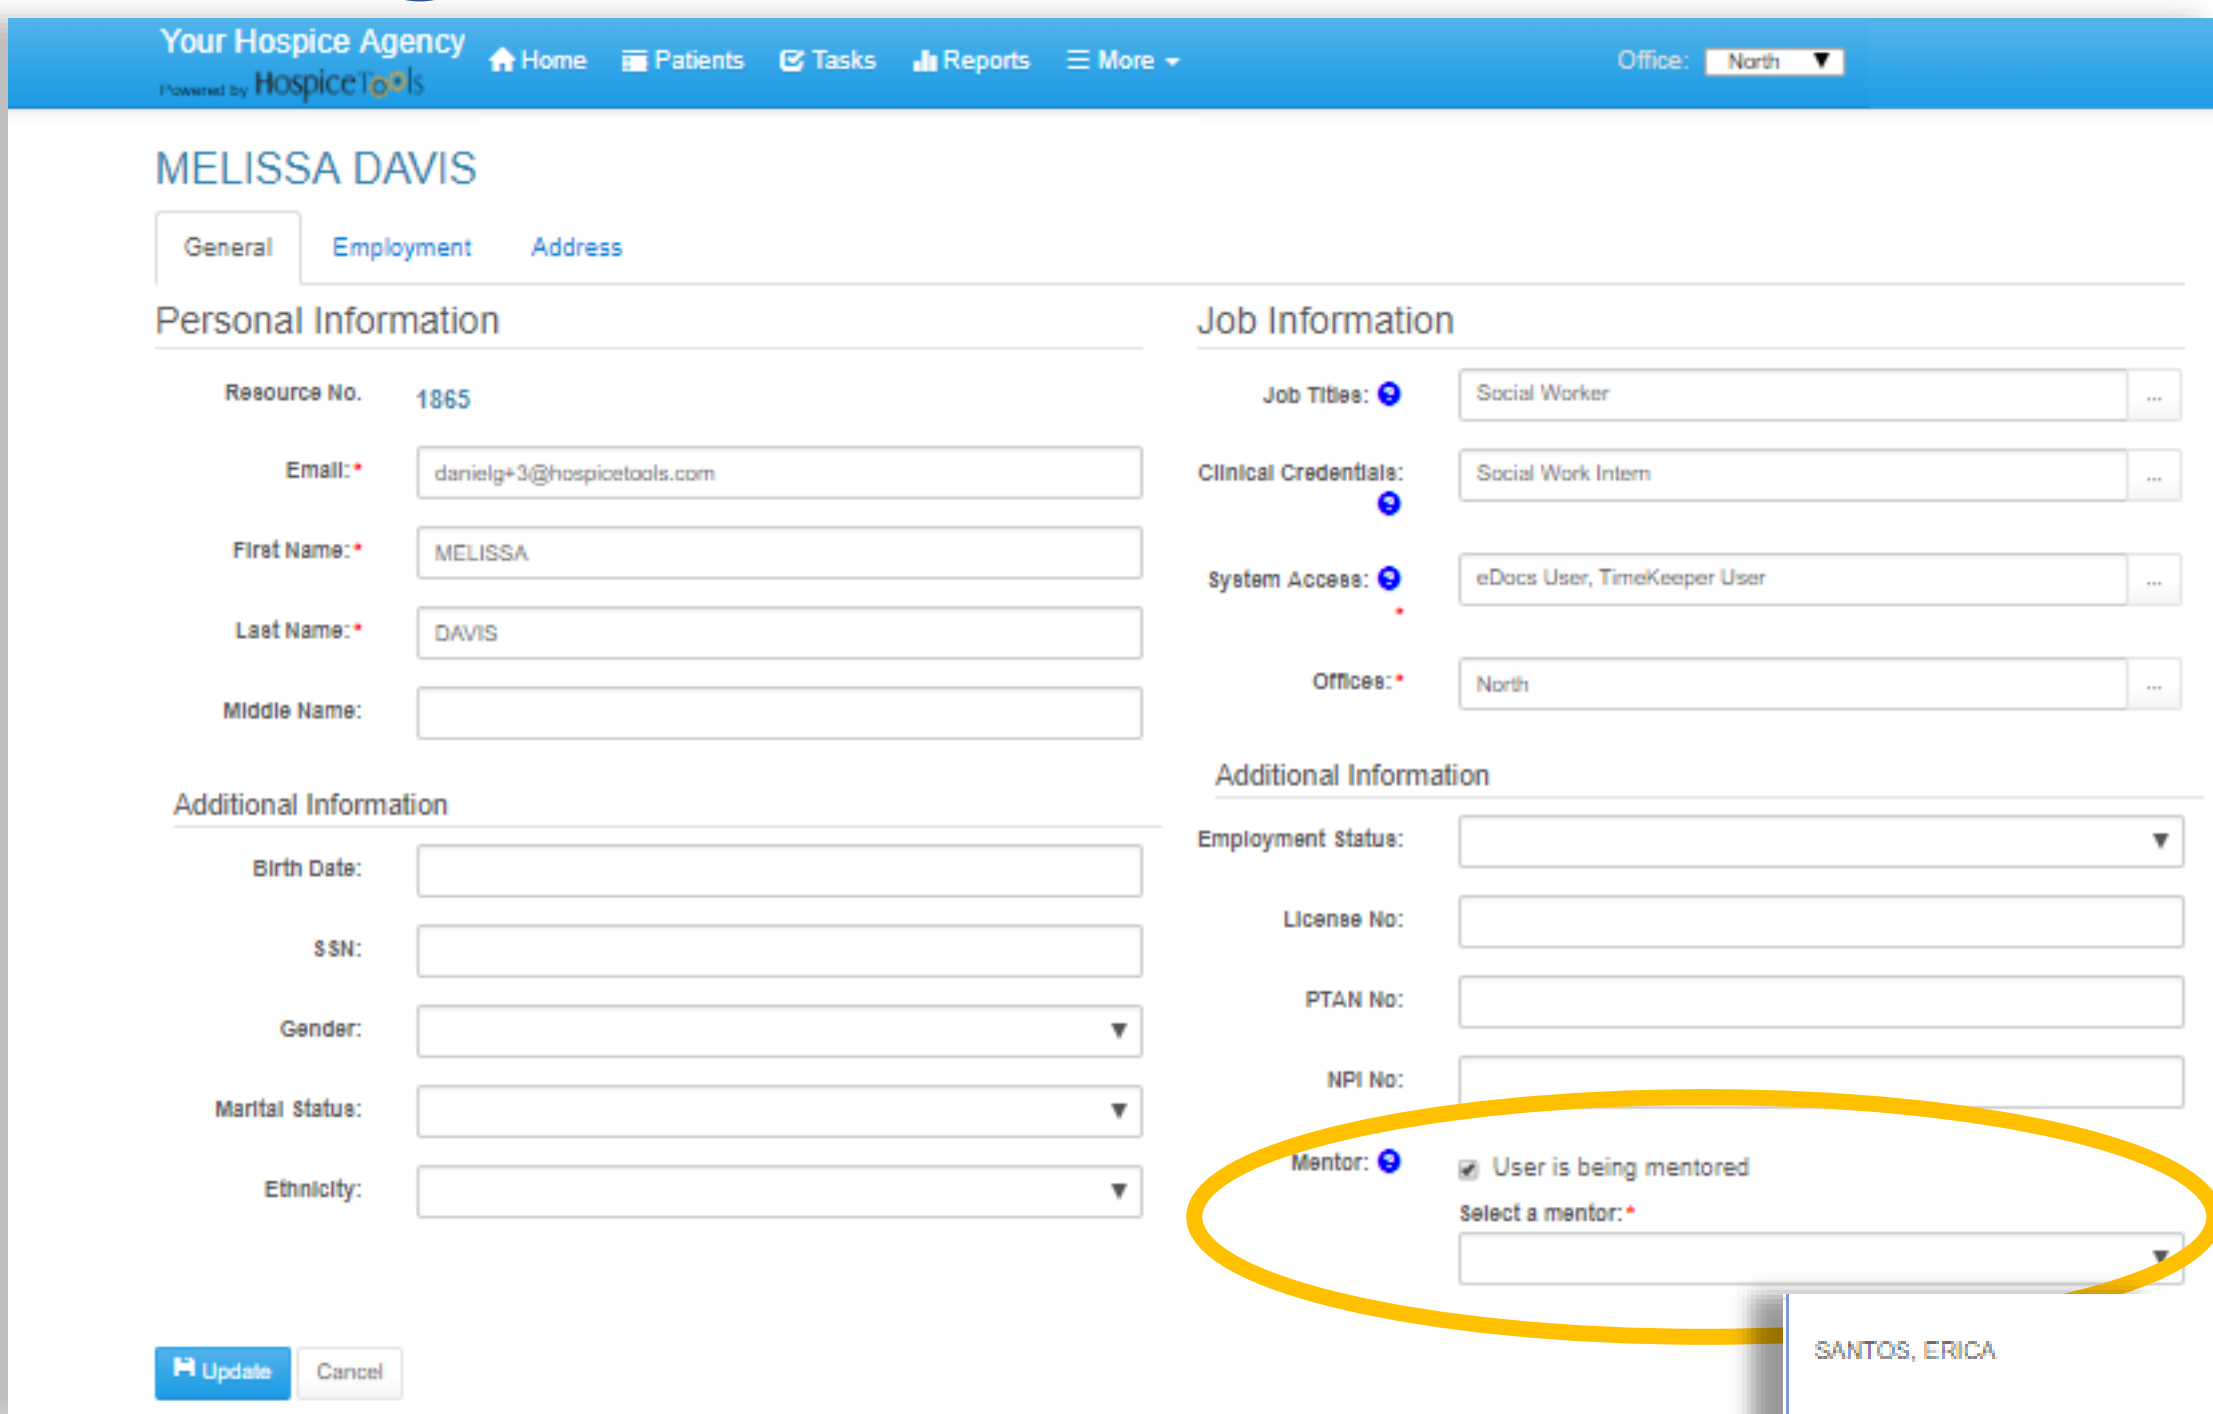 Your Hospice Agency
Powered by HospiceTools
Home Patients Tasks Reports More
Office: North
MELISSA DAVIS
General Employment Address
Personal Information
Resource No. 1865
Email:* danielg+3@hospicetools.com
First Name:* MELISSA
Last Name:* DAVIS
Middle Name:
Additional Information
Birth Date:
SSN:
Gender:
Marital Status:
Ethnicity:
Update Cancel
Job Information
Job Titles: Social Worker ...
Clinical Credentials: Social Work Intern ...
System Access: * eDocs User, TimeKeeper User ...
Offices:* North ...
Additional Information
Employment Status:
License No:
PTAN No:
NPI No:
Mentor: User is being mentored
Select a mentor:*
SANTOS, ERICA